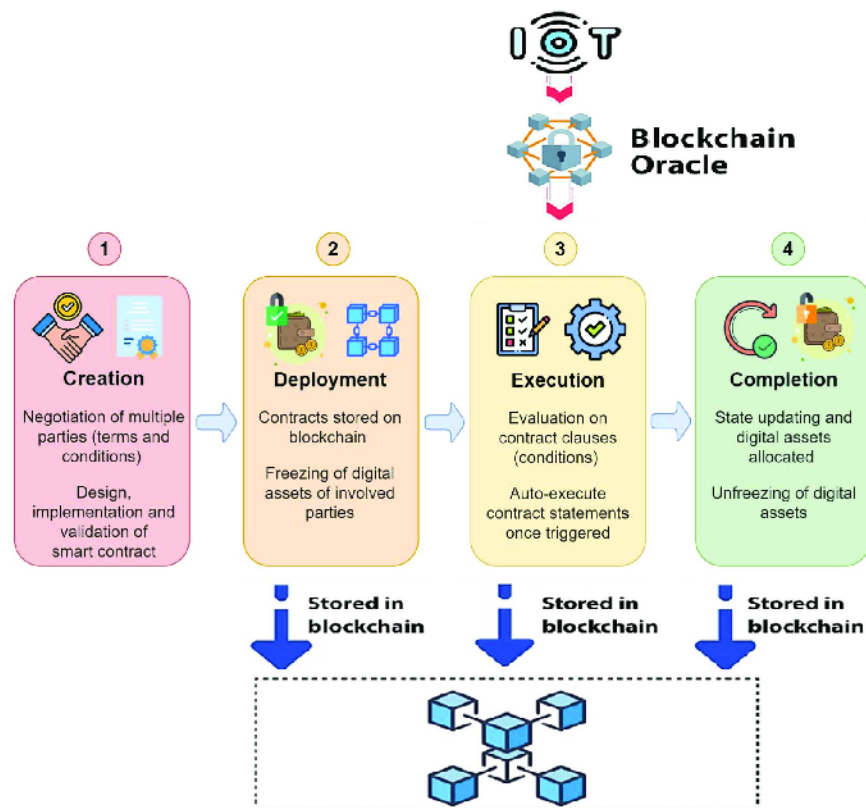 IOT
Blockchain
Oracle
1
2
3
4
Creation
Negotiation of multiple
parties (terms and
conditions)
Design,
implementation and
validation of
smart contract
Deployment
Contracts stored on
blockchain
Freezing of digital
assets of involved
parties
Execution
Evaluation on
contract clauses
(conditions)
Auto-execute
contract statements
once triggered
Completion
State updating and
digital assets
allocated
Unfreezing of digital
assets
Stored in
blockchain
Stored in
blockchain
Stored in
blockchain